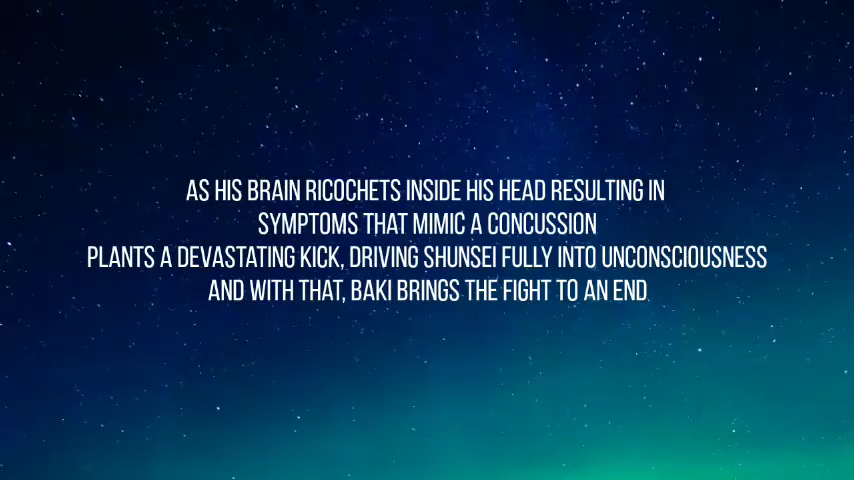 AS HIS BRAIN RICOCHETS INSIDE HIS HEAD RESULTING IN
SYMPTOMS THAT MIMIC A CONCUSSION
PLANTS A DEVASTATING KICK, DRIVING SHUNSEI FULLY INTO UNCONSCIOUSNESS
AND WITH THAT, BAKI BRINGS THE FIGHT TO AN END